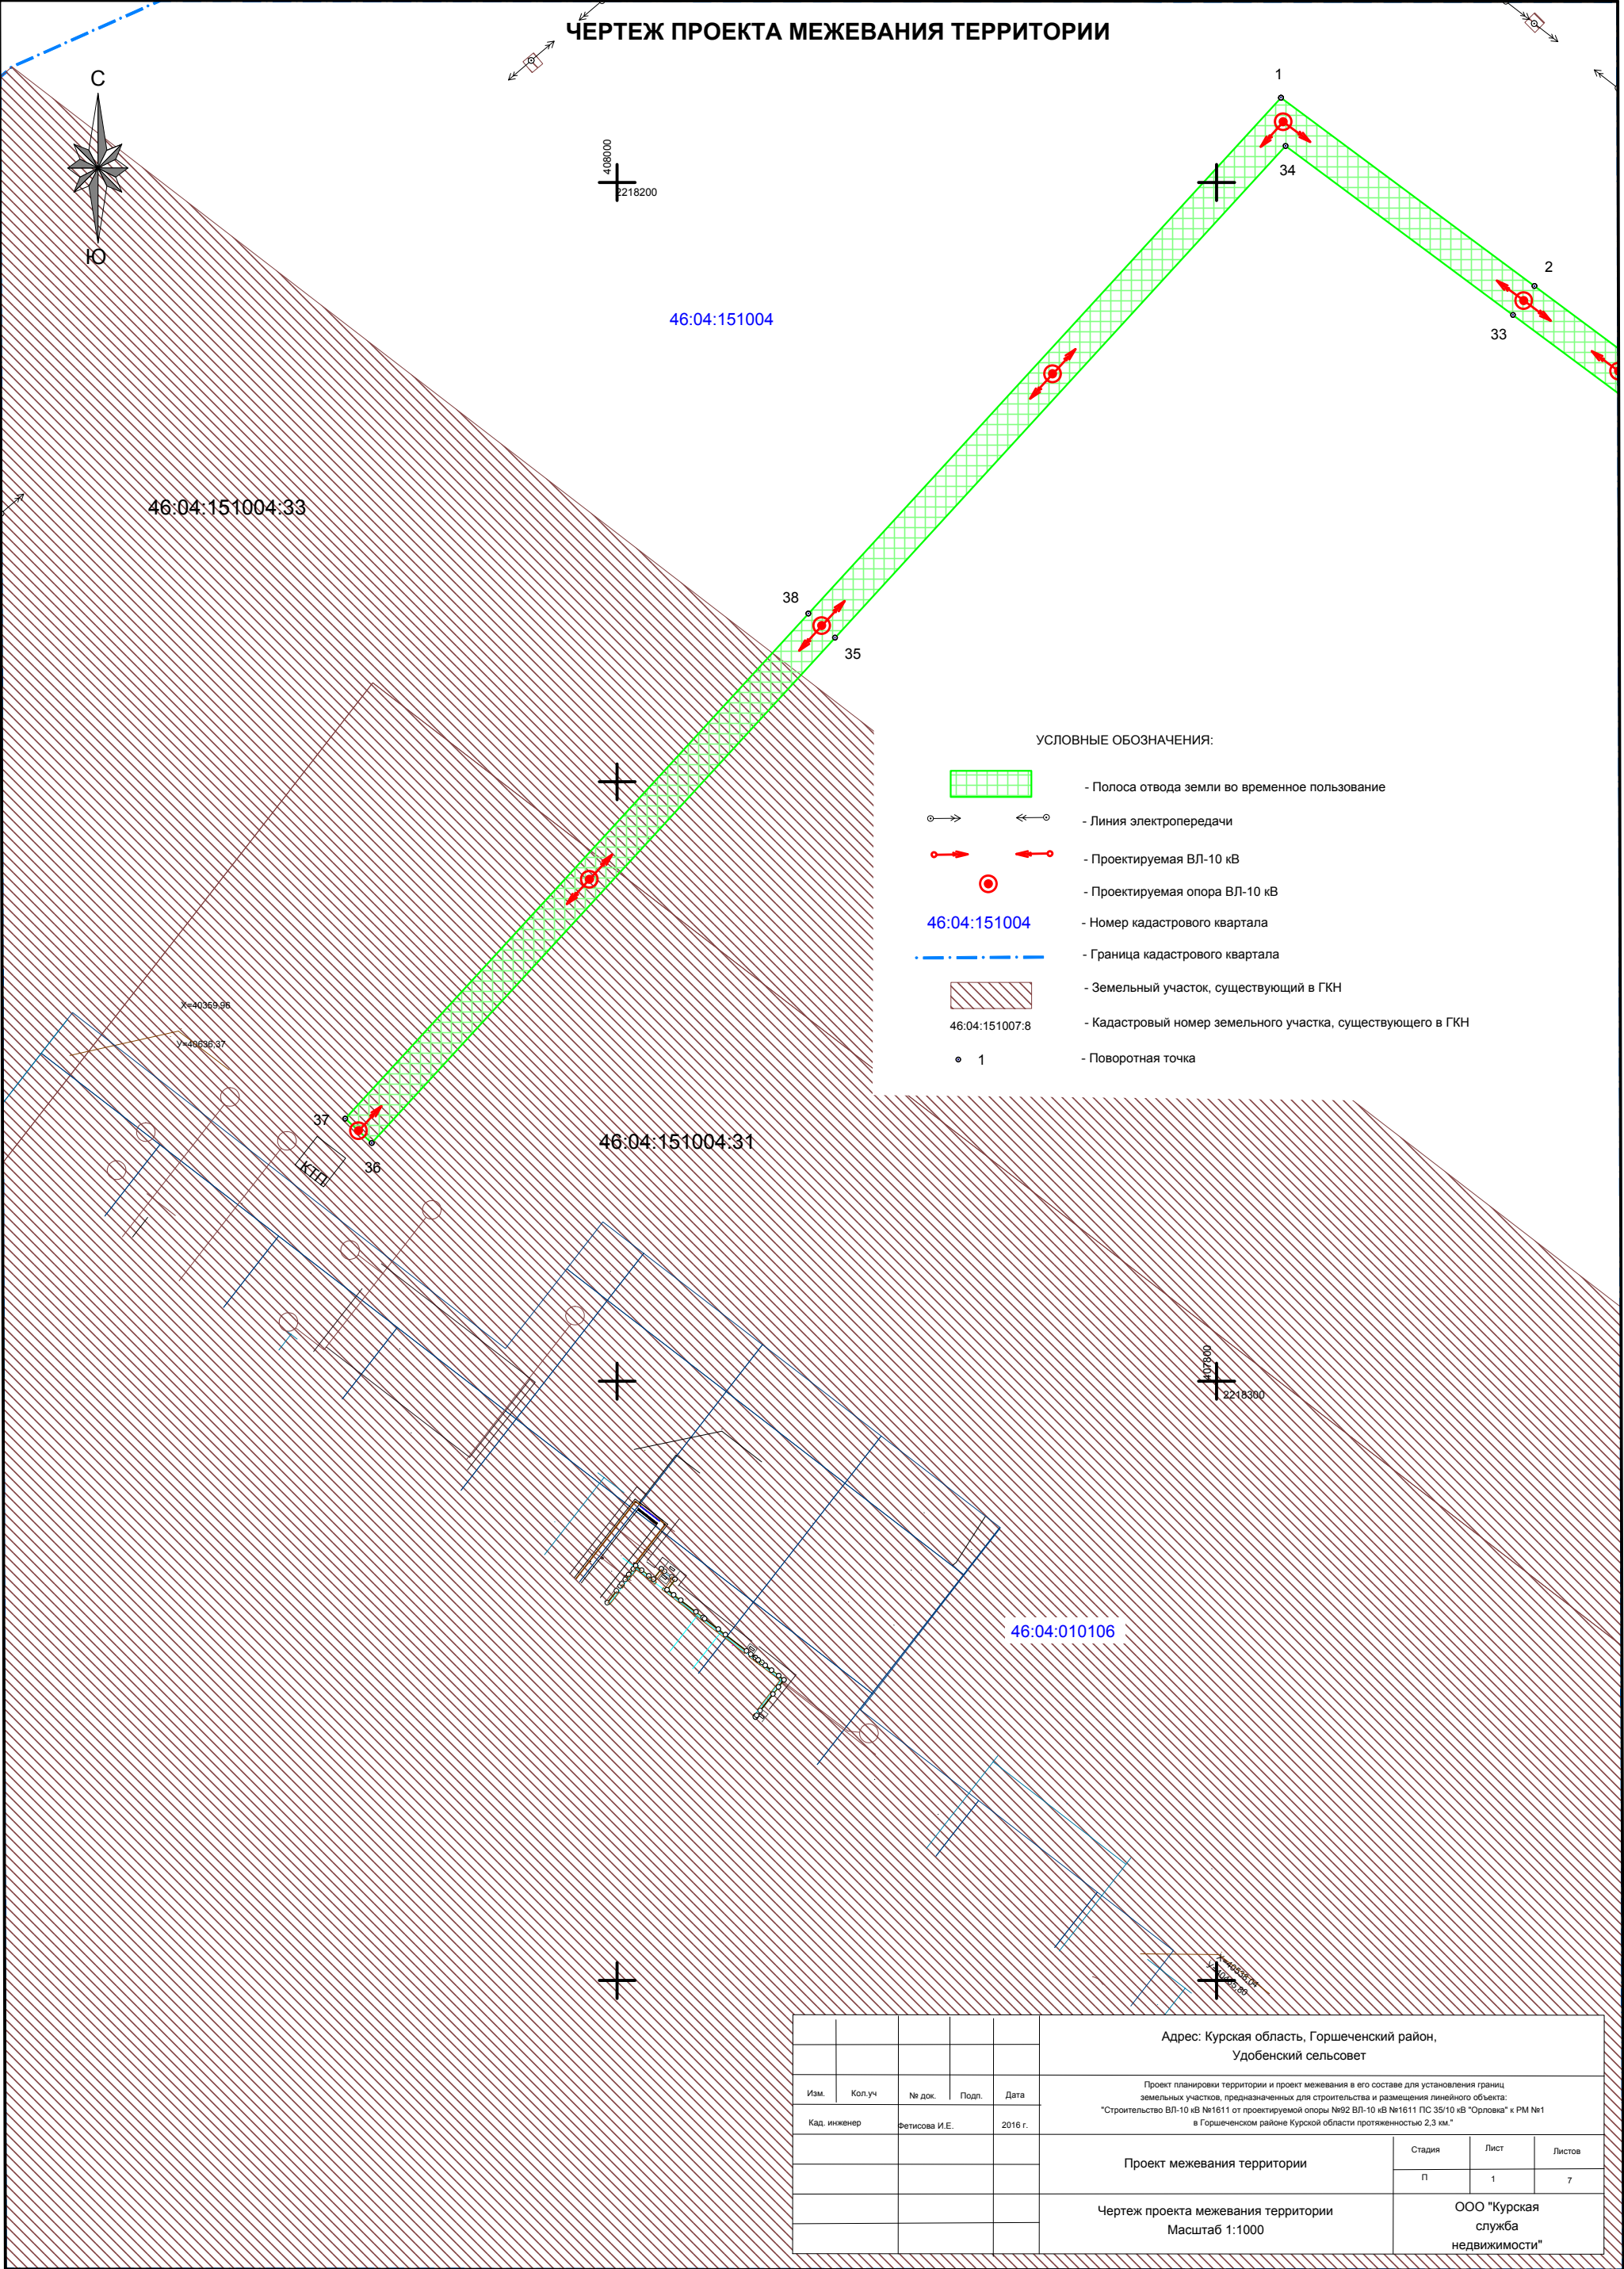 ЧЕРТЕЖ ПРОЕКТА МЕЖЕВАНИЯ ТЕРРИТОРИИ
С
Ю
1
34
408000
2218200
2
33
46:04:151004
46:04:151004:33
38
35
УСЛОВНЫЕ ОБОЗНАЧЕНИЯ:
- Полоса отвода земли во временное пользование
- Линия электропередачи
- Проектируемая ВЛ-10 кВ
- Проектируемая опора ВЛ-10 кВ
46:04:151004 - Номер кадастрового квартала
- Граница кадастрового квартала
- Земельный участок, существующий в ГКН
46:04:151007:8 - Кадастровый номер земельного участка, существующего в ГКН
1 - Поворотная точка
X=40359,96
У=40636,37
37
36
КТП
46:04:151004:31
407800
2218300
46:04:010106
Адрес: Курская область, Горшеченский район,
Удобенский сельсовет
Изм. Кол.уч № док. Подп. Дата
Кад. инженер Фетисова И.Е. 2016 г.
Проект планировки территории и проект межевания в его составе для установления границ
земельных участков, предназначенных для строительства и размещения линейного объекта:
"Строительство ВЛ-10 кВ №1611 от проектируемой опоры №92 ВЛ-10 кВ №1611 ПС 35/10 кВ "Орловка" к РМ №1
в Горшеченском районе Курской области протяженностью 2,3 км."
Проект межевания территории
Стадия Лист Листов
П 1 7
Чертеж проекта межевания территории
Масштаб 1:1000
ООО "Курская
служба
недвижимости"